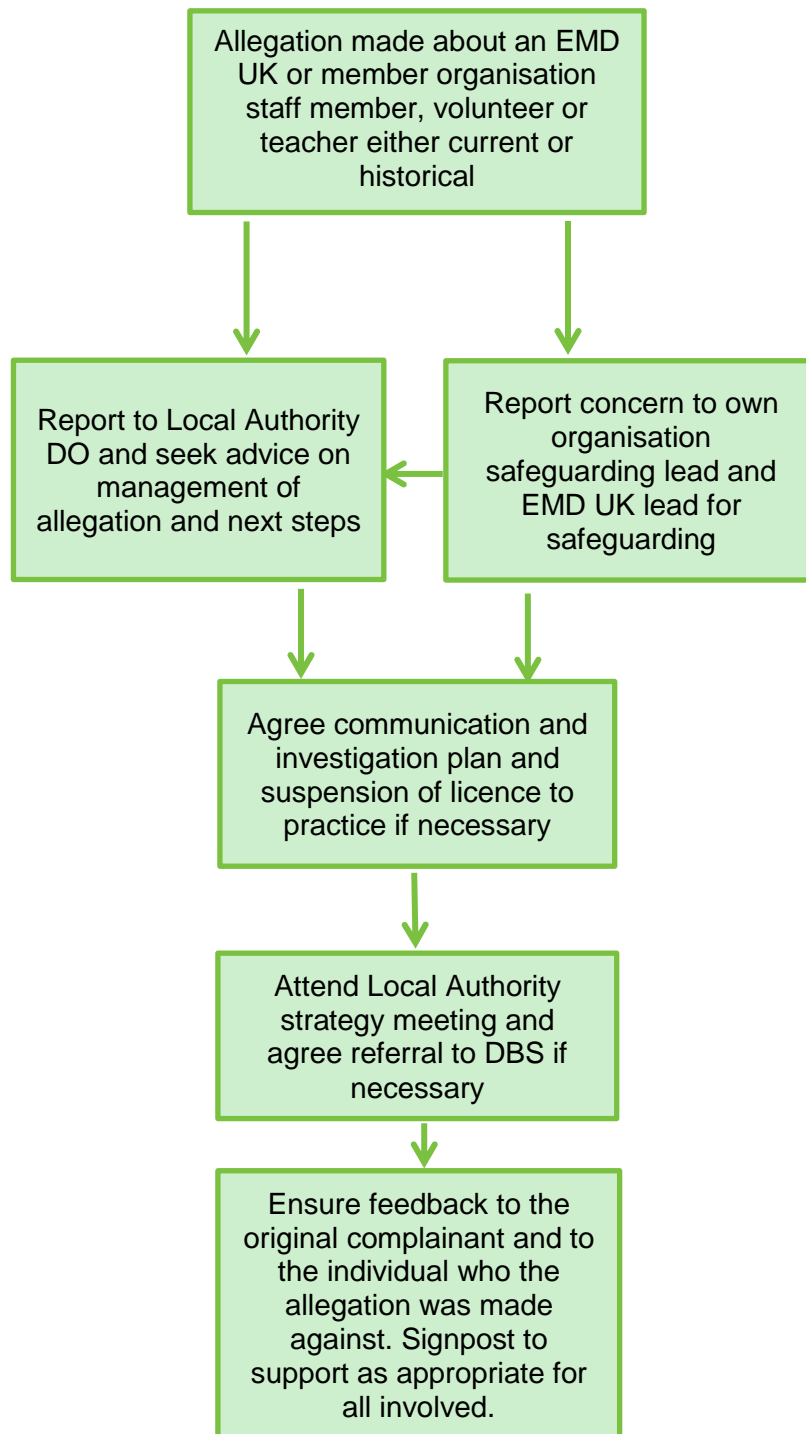 Allegation made about an EMD
UK or member organisation
staff member, volunteer or
teacher either current or
historical
Report to Local Authority
DO and seek advice on
management of
allegation and next steps
Report concern to own
organisation
safeguarding lead and
EMD UK lead for
safeguarding
Agree communication and
investigation plan and
suspension of licence to
practice if necessary
Attend Local Authority
strategy meeting and
agree referral to DBS if
necessary
Ensure feedback to the
original complainant and to
the individual who the
allegation was made
against. Signpost to
support as appropriate for
all involved.